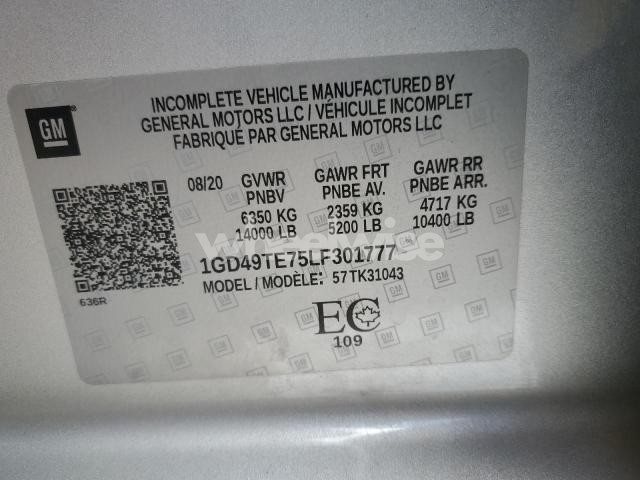 INCOMPLETE VEHICLE MANUFACTURED BY
GENERAL MOTORS LLC / VÉHICULE INCOMPLET
FABRIQUÉ PAR GENERAL MOTORS LLC
GM
08/20 GVWR GAWR FRT GAWR RR
PNBV PNBE AV. PNBE ARR.
6350 KG 2359 KG 4717 KG
14000 LB 5200 LB 10400 LB
1GD49TE75LF301777
MODEL / MODÈLE: 57TK31043
636R
EC
109